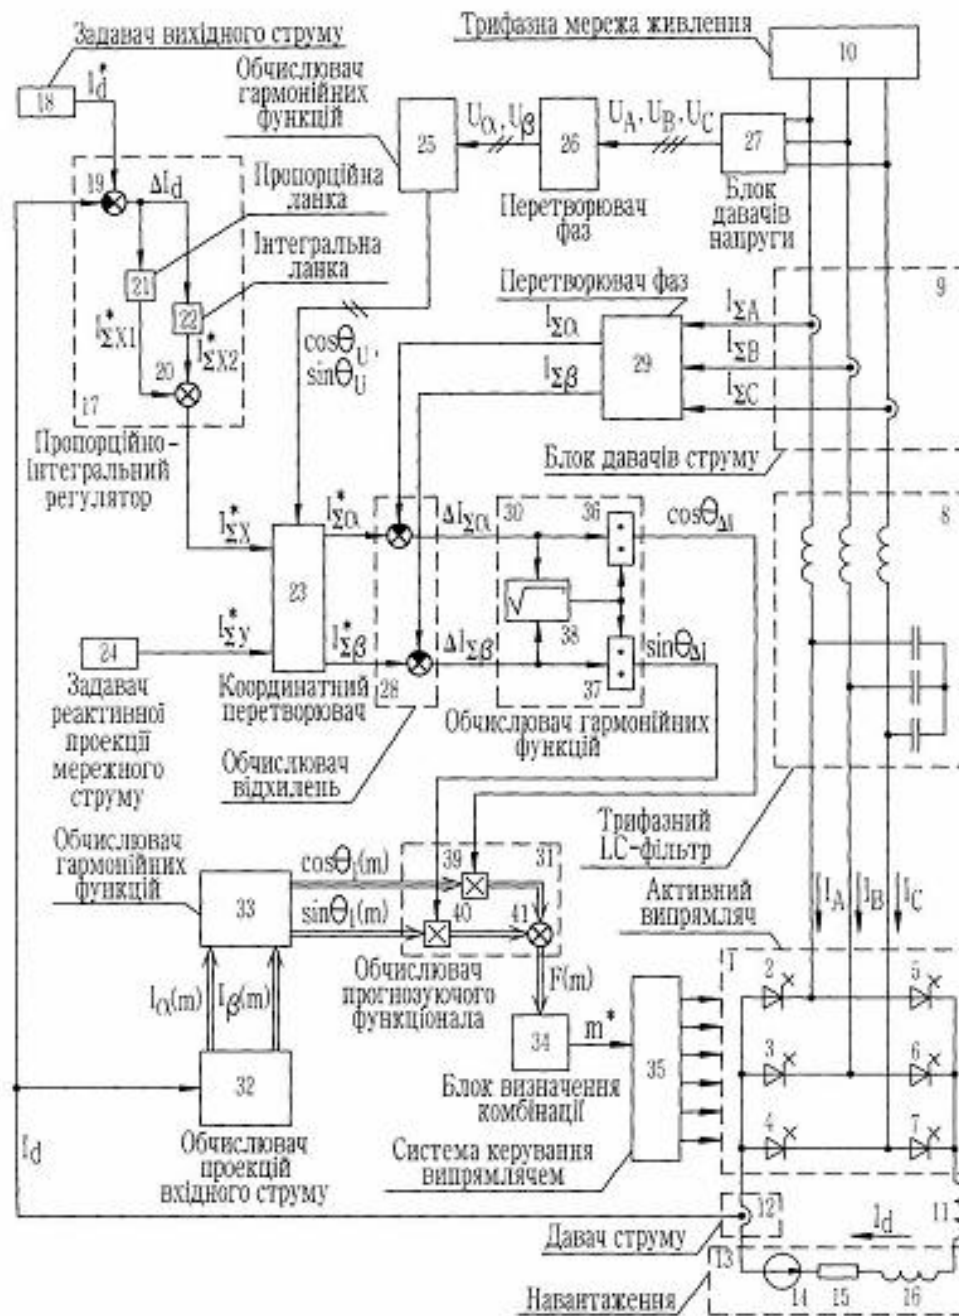 Задавач вихідного струму
Трифазна мережа живлення
18
I*d
Обчислювач
гармонійних
функцій
10
25
Uα, Uβ
26
UA, UB, UC
27
Перетворювач
фаз
Блок
давачів
напруги
19
ΔId
Пропорційна
ланка
Інтегральна
ланка
21
22
I*ΣX1
I*ΣX2
20
17
Пропорційно-
Інтегральний
регулятор
cosθU,
sinθU
Перетворювач фаз
IΣα
IΣβ
29
IΣA
IΣB
IΣC
9
Блок давачів струму
I*ΣX
I*Σy
23
I*Σα
I*Σβ
24
Задавач
реактивної
проекції
мережного
струму
Координатний
перетворювач
28
Обчислювач
відхилень
ΔIΣα
ΔIΣβ
30
36
38
37
cosθΔi
sinθΔi
Обчислювач гармонійних
функцій
8
Трифазний
LC-фільтр
Обчислювач
гармонійних
функцій
33
cosθi(m)
sinθi(m)
39
31
40
41
Обчислювач
прогнозуючого
функціонала
F(m)
Iα(m)
Iβ(m)
32
Обчислювач
проекцій
вхідного струму
34
m*
Блок визначення
комбінації
35
Система керування
випрямлячем
Активний
випрямляч
IA
IB
IC
1
2
5
3
6
4
7
Id
12
11
Давач струму
Id
13
14
15
16
Навантаження